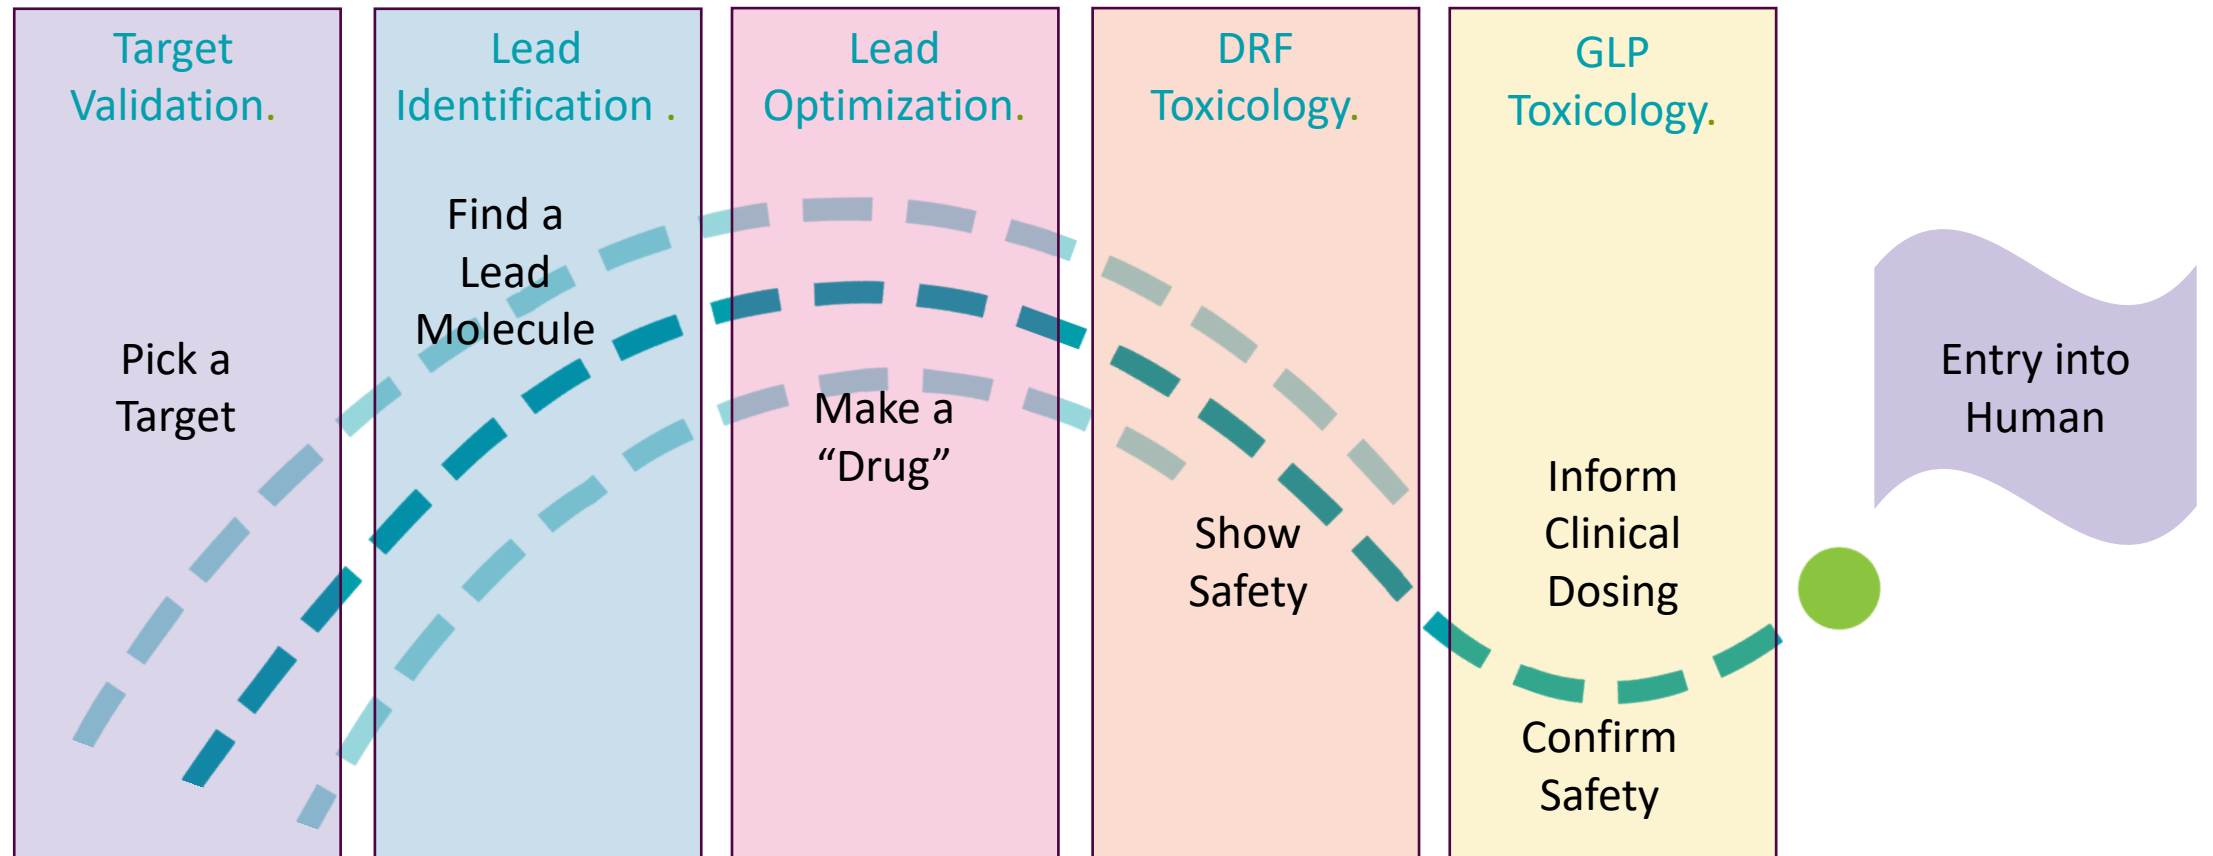 Target
Validation.
Pick a
Target
Lead
Identification .
Find a
Lead
Molecule
Lead
Optimization.
Make a
“Drug”
DRF
Toxicology.
Show
Safety
GLP
Toxicology.
Inform
Clinical
Dosing
Confirm
Safety
Entry into
Human